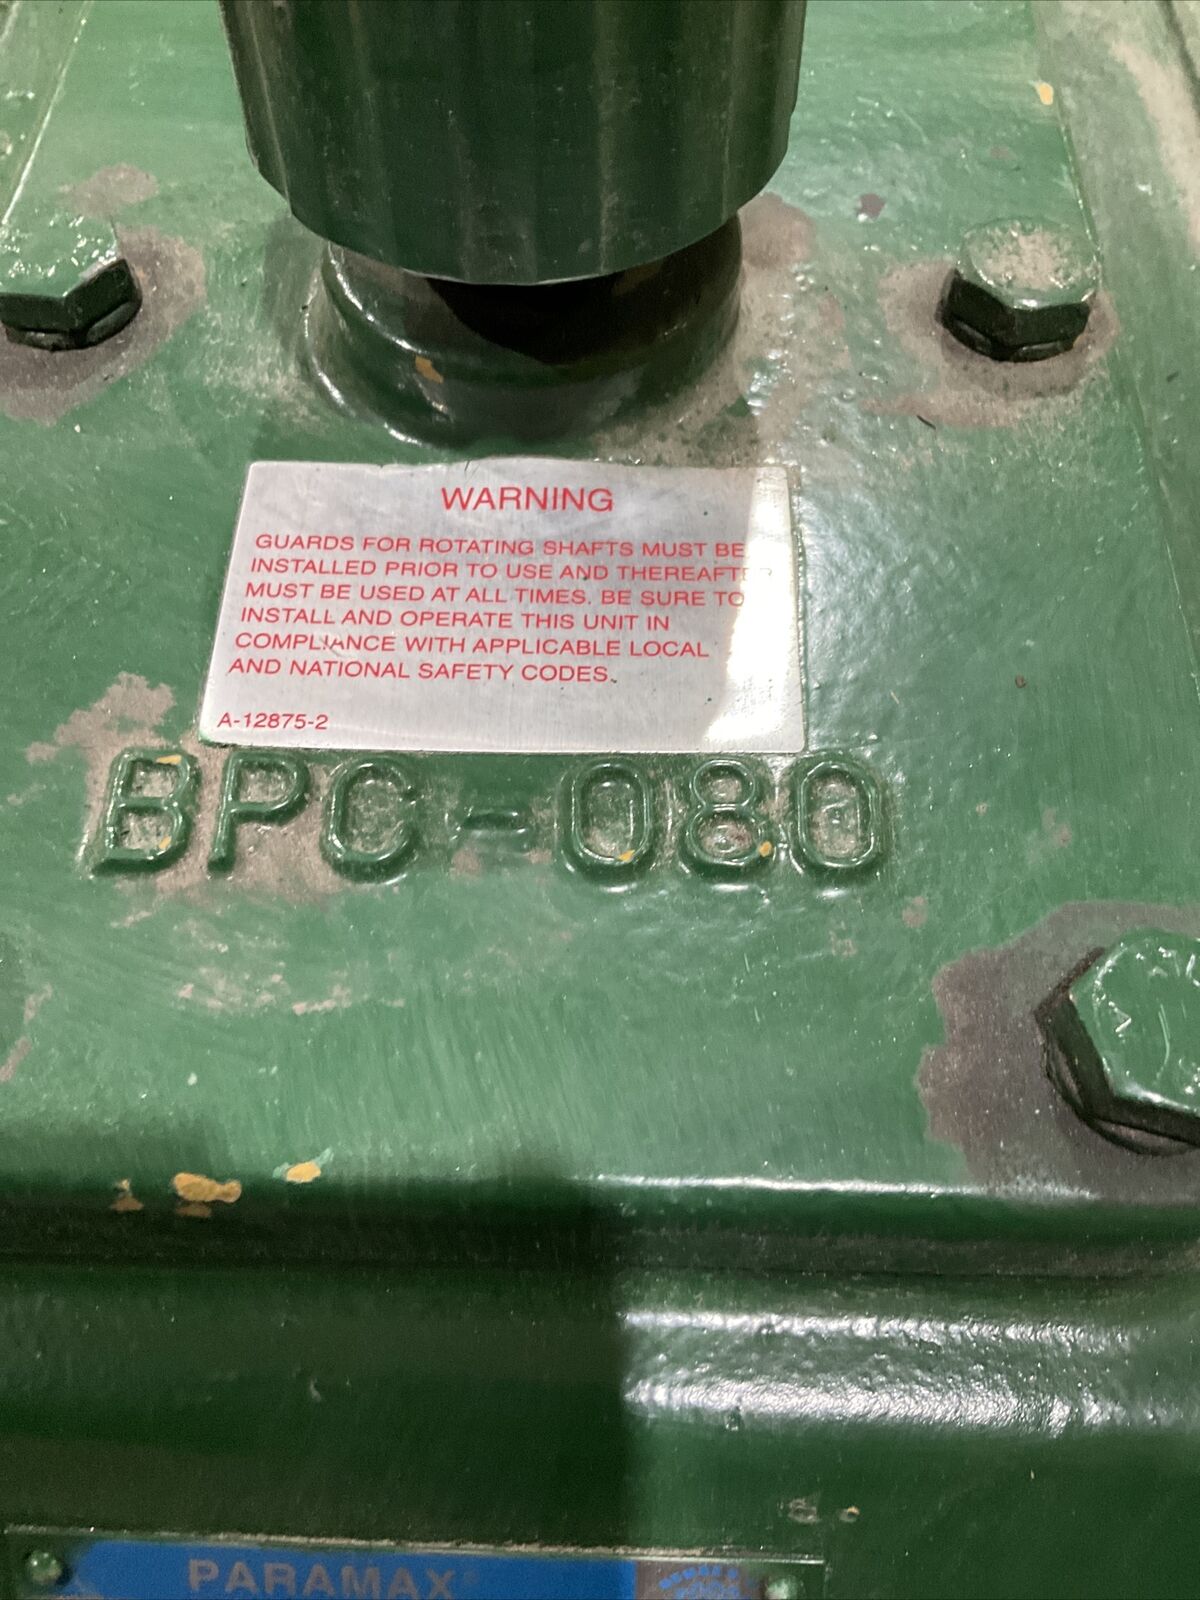 WARNING
GUARDS FOR ROTATING SHAFTS MUST BE
INSTALLED PRIOR TO USE AND THEREAFTER
MUST BE USED AT ALL TIMES. BE SURE TO
INSTALL AND OPERATE THIS UNIT IN
COMPLIANCE WITH APPLICABLE LOCAL
AND NATIONAL SAFETY CODES.
A-12875-2
BPC-080
PARAMAX®